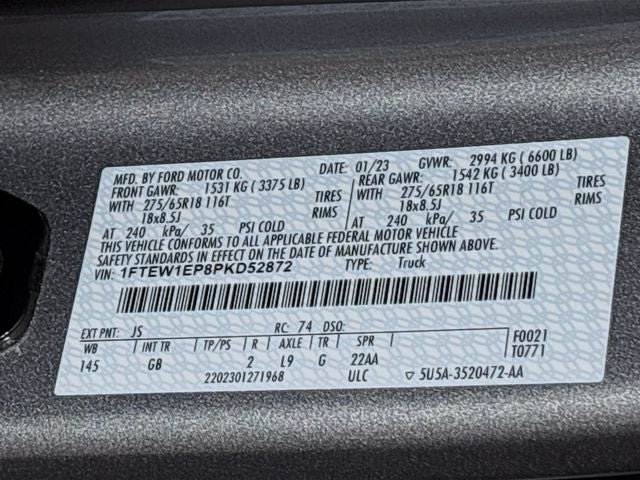 MFD. BY FORD MOTOR CO.
DATE: 01/23 GVWR: 2994 KG ( 6600 LB)
FRONT GAWR: 1531 KG ( 3375 LB)
REAR GAWR: 1542 KG ( 3400 LB)
WITH 275/65R18 116T TIRES
WITH 275/65R18 116T TIRES
18x8.5J RIMS
18x8.5J RIMS
AT 240 kPa/ 35 PSI COLD
AT 240 kPa/ 35 PSI COLD
THIS VEHICLE CONFORMS TO ALL APPLICABLE FEDERAL MOTOR VEHICLE
SAFETY STANDARDS IN EFFECT ON THE DATE OF MANUFACTURE SHOWN ABOVE.
VIN: 1FTEW1EP8PKD52872 TYPE: Truck
EXT PNT: JS RC: 74 DSO:
WB INT TR TP/PS R AXLE TR SPR
145 GB 2 L9 G 22AA
F0021
T0771
2202301271968 ULC ▽ 5U5A-3520472-AA